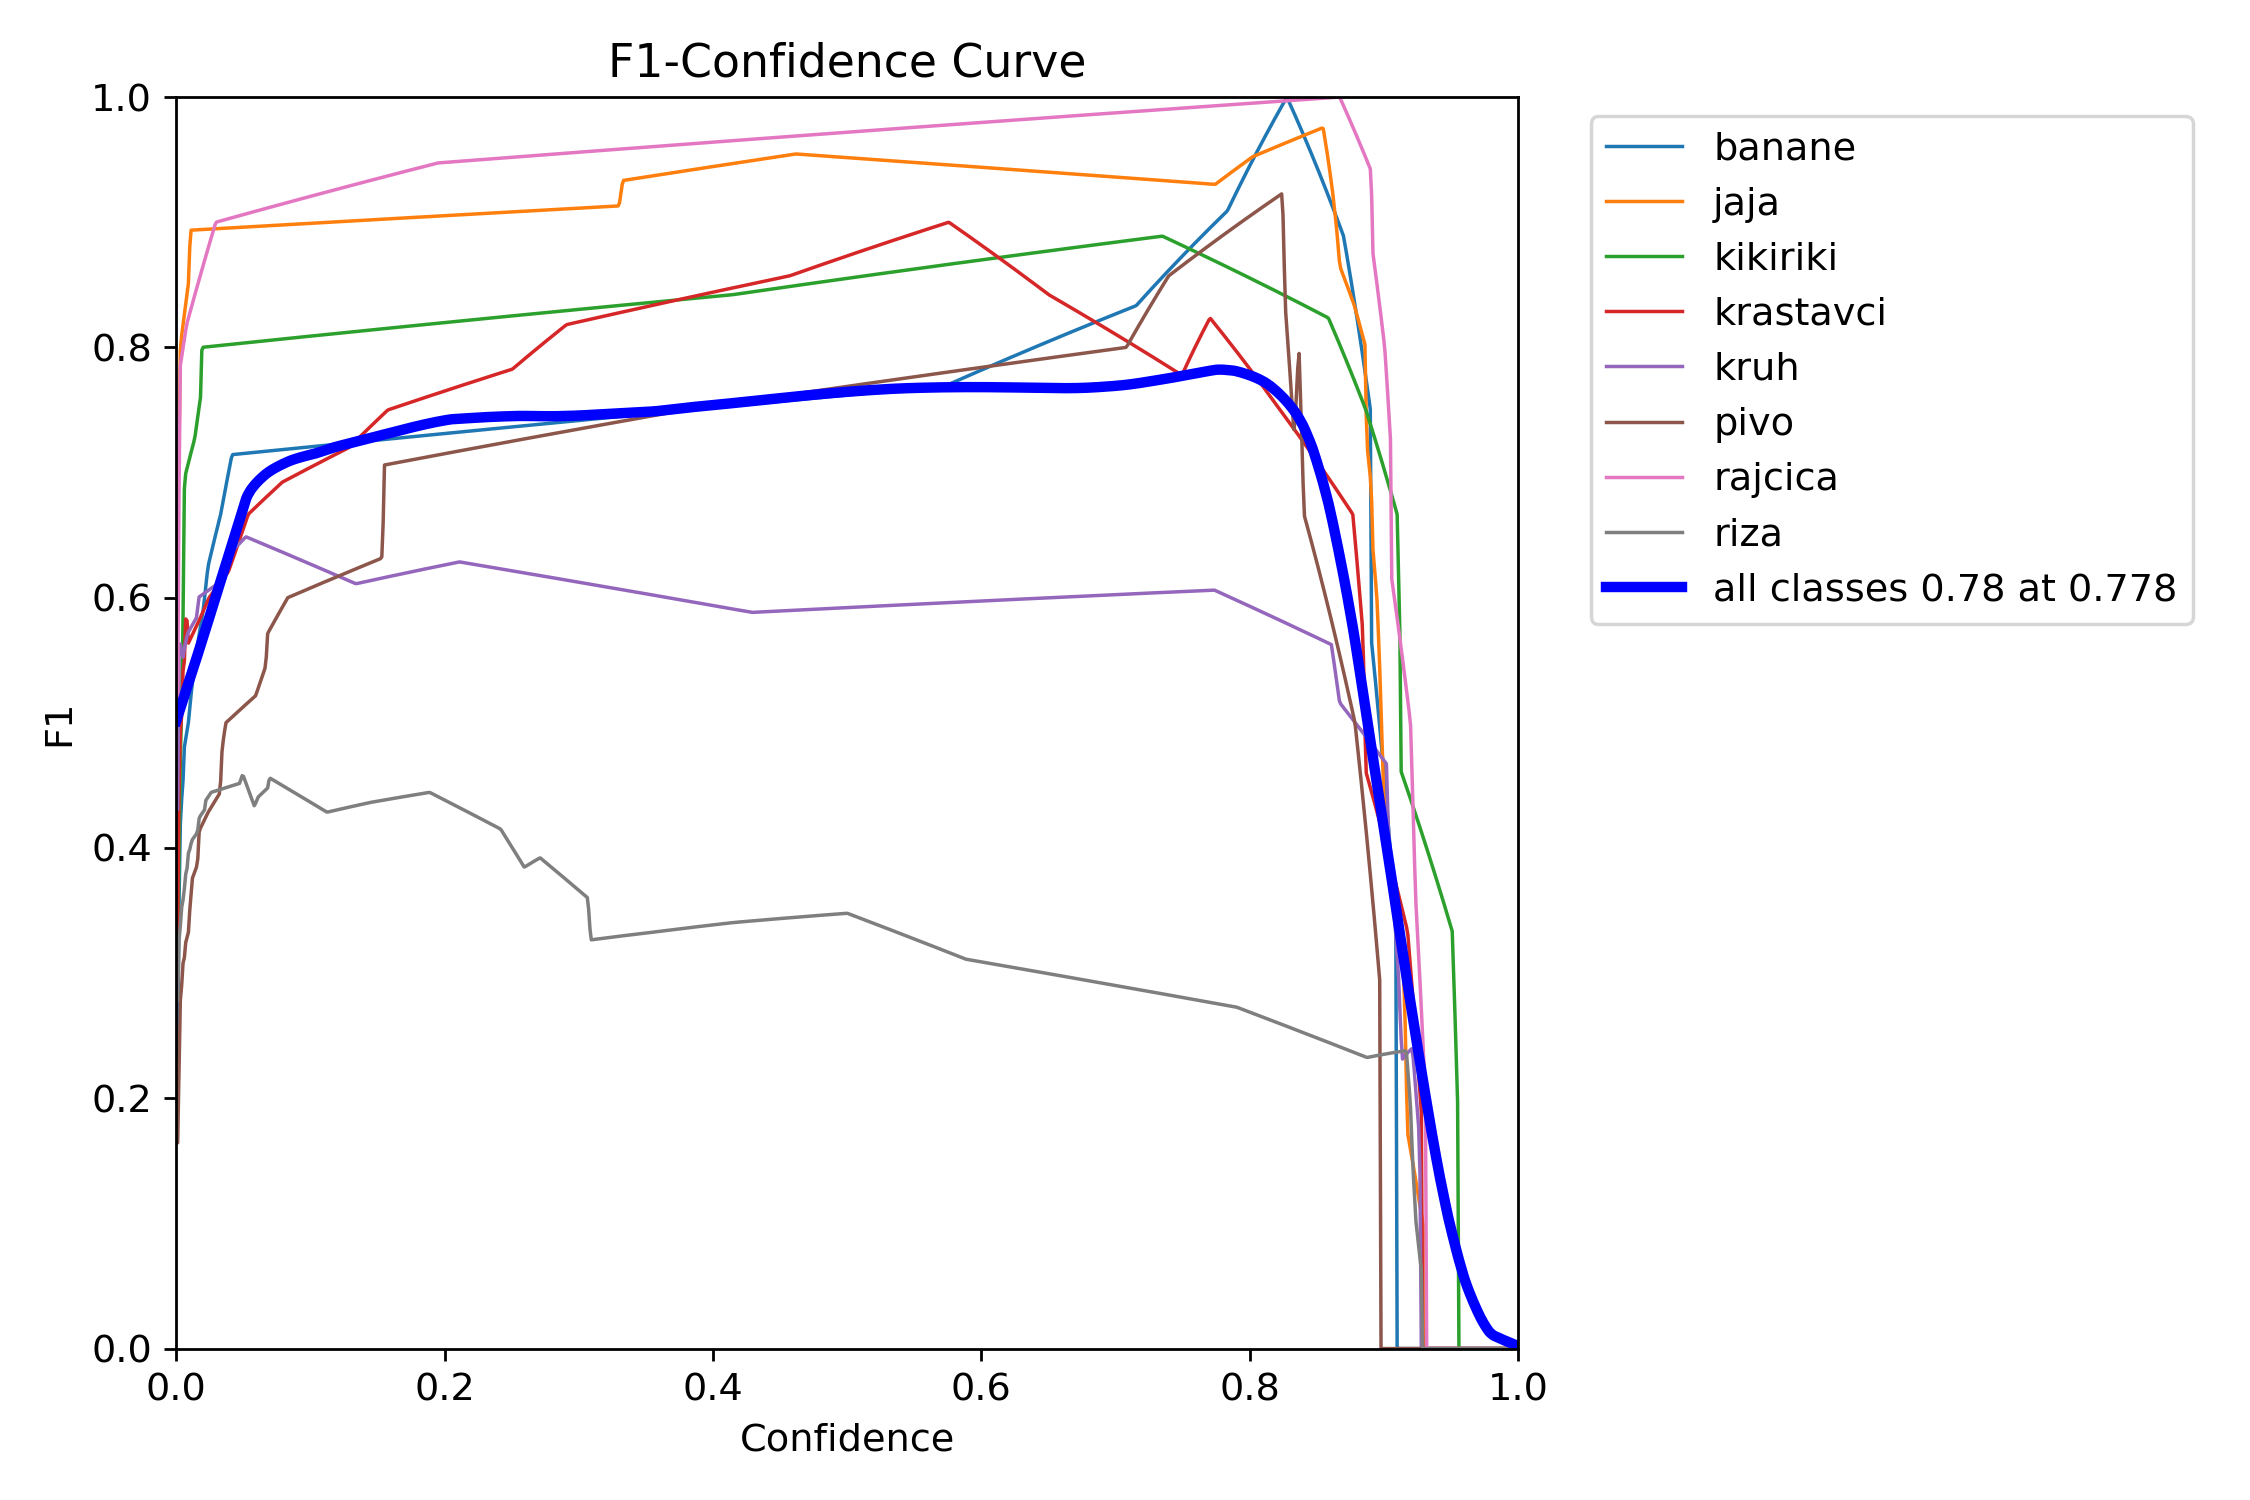 F1-Confidence Curve
1.0
0.8
0.6
0.4
0.2
0.0
F1
0.0 0.2 0.4 0.6 0.8 1.0
Confidence
banane
jaja
kikiriki
krastavci
kruh
pivo
rajcica
riza
all classes 0.78 at 0.778